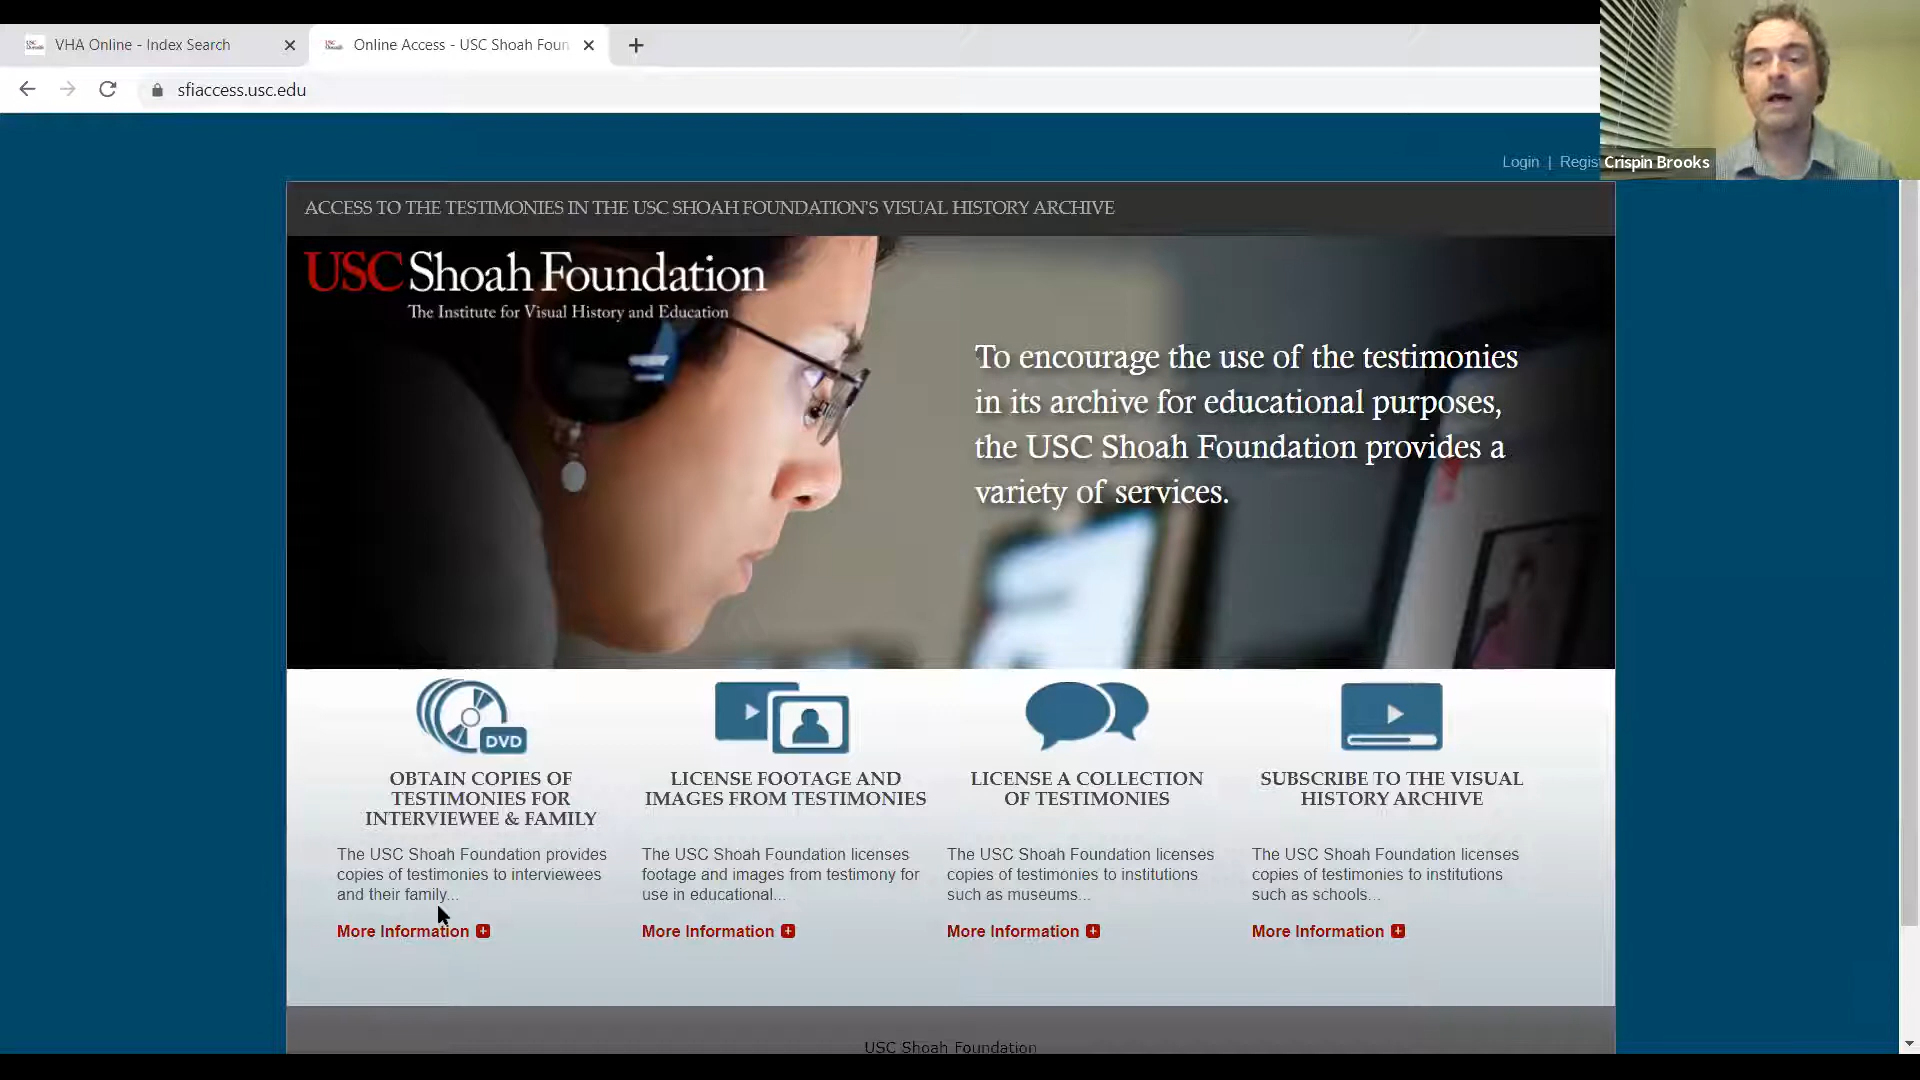 VHA Online - Index Search
Online Access - USC Shoah Foun
sfiaccess.usc.edu
Login | Regis
Crispin Brooks
ACCESS TO THE TESTIMONIES IN THE USC SHOAH FOUNDATION'S VISUAL HISTORY ARCHIVE
USC Shoah Foundation
The Institute for Visual History and Education
To encourage the use of the testimonies
in its archive for educational purposes,
the USC Shoah Foundation provides a
variety of services.
DVD
OBTAIN COPIES OF
TESTIMONIES FOR
INTERVIEWEE & FAMILY
The USC Shoah Foundation provides
copies of testimonies to interviewees
and their family...
More Information
LICENSE FOOTAGE AND
IMAGES FROM TESTIMONIES
The USC Shoah Foundation licenses
footage and images from testimony for
use in educational...
More Information
LICENSE A COLLECTION
OF TESTIMONIES
The USC Shoah Foundation licenses
copies of testimonies to institutions
such as museums...
More Information
SUBSCRIBE TO THE VISUAL
HISTORY ARCHIVE
The USC Shoah Foundation licenses
copies of testimonies to institutions
such as schools...
More Information
USC Shoah Foundation